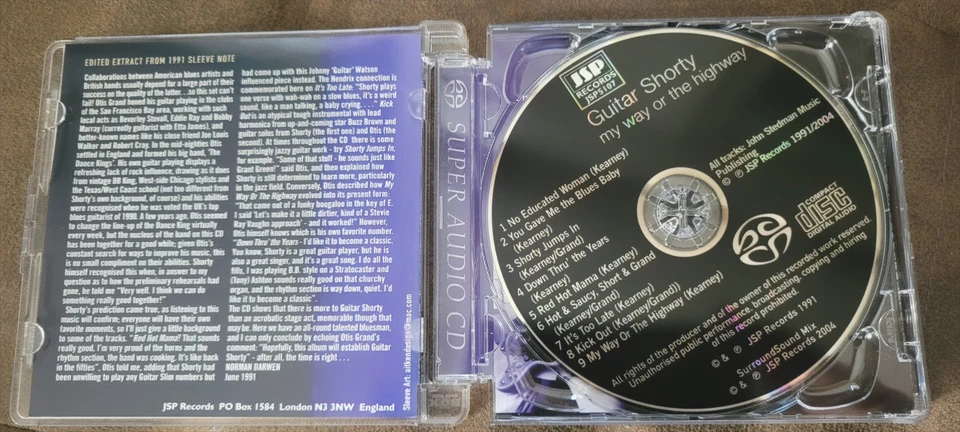 EDITED EXTRACT FROM 1991 SLEEVE NOTE
Collaborations between American blues artists and
British hands usually depend for a large part of their
success on the quality of the latter. . .so this set can't
fail! Otis Grand honed his guitar playing in the clubs
of the San Francisco Bay area, working with such
local acts as Beverley Stovall, Eddie Ray and Bobby
Murray (currently guitarist with Etta James), and
better-known names like his close friend Joe Louis
Walker and Robert Cray. In the mid-eighties Otis
settled in England and formed his big band, 'The
Dance Kings'. His own guitar playing displays a
refreshing lack of rock influence, drawing as it does
from vintage BB King, West-side Chicago stylists and
the Texas/West Coast school (not too different from
Shorty's own background, of course) and his abilities
were recognised when he was voted the UK's top
blues guitarist of 1990. A few years ago, Otis seemed
to change the line-up of the Dance King virtually
every week, but the nucleus of the band on this CD
has been together for a good while; given Otis's
constant search for ways to improve his music, this
is no small compliment on their abilities. Shorty
himself recognised this when, in answer to my
question as to how the preliminary rehearsals had
gone, he told me "Very well. I think we can do
something really good together!"
Shorty's prediction came true, as listening to this
music will confirm; everyone will have their own
favourite moments, so I'll just give a little background
to some of the tracks. "Red Hot Mama? That sounds
really good, I'm very proud of the horns and the
rhythm section, the band was cooking. It's like back
in the fifties", Otis told me, adding that Shorty had
been unwilling to play any Guitar Slim numbers but
had come up with this Johnny 'Guitar' Watson
influenced piece instead. The Hendrix connection is
commemorated here on It's Too Late: "Shorty plays
one verse with wah-wah on a slow blues, it's a weird
sound, like a man talking, a baby crying. . . ." Kick
Out is an atypical tough instrumental with lead
harmonica from up-and-coming star Buzz Brown and
guitar solos from Shorty (the first one) and Otis (the
second). At times throughout the CD there is some
surprisingly jazzy guitar work - try Shorty Jumps In,
for example. "Some of that stuff - he sounds just like
Grant Green!" said Otis, and then explained how
Shorty is still determined to learn more, particularly
in the jazz field. Conversely, Otis described how My
Way Or The Highway evolved into its present form:
"That came out of a funky boogaloo in the key of E.
I said 'Let's make it a little dirtier, kind of a Stevie
Ray Vaughn approach' - and it worked!" However,
Otis himself knows which is his own favorite number.
"Down Thru' the Years - I'd like it to become a classic.
You know, Shorty is a great guitar player, but he is
also a great singer, and it's a great song. I do all the
fills, I was playing B.B. style on a Stratocaster and
(Tony) Ashton sounds really good on that churchy
organ, and the rhythm section is way down, quiet. I'd
like it to become a classic".
The CD shows that there is more to Guitar Shorty
than an acrobatic stage act, memorable though that
may be. Here we have an all-round talented bluesman,
and I can only conclude by echoing Otis Grand's
comment: "Hopefully, this album will establish Guitar
Shorty" - after all, the time is right . . .
NORMAN DARWEN
June 1991
JSP Records PO Box 1584 London N3 3NW England
Sleeve Art: aitkendesign@mac.com
SUPER AUDIO CD
JSP
RECORDS
JSP5107
Guitar Shorty
my way or the highway
1 No Educated Woman (Kearney)
2 You Gave Me the Blues Baby
(Kearney)
3 Shorty Jumps In
(Kearney/Grand)
4 Down Thru' the Years
(Kearney)
5 Red Hot Mama (Kearney)
6 Hot & Saucy, Short & Grand
(Kearney/Grand)
7 It's Too Late (Kearney)
8 Kick Out (Kearney/Grand))
9 My Way Or The Highway (Kearney)
All tracks: John Stedman Music
Publishing
© ℗ JSP Records 1991/2004
COMPACT
disc
DIGITAL AUDIO
All rights of the producer and of the owner of this recorded work reserved.
Unauthorised public performance, broadcasting, copying and hiring
of this record prohibited.
© & ℗ JSP Records 1991
SurroundSound Mix
© & ℗ JSP Records 2004